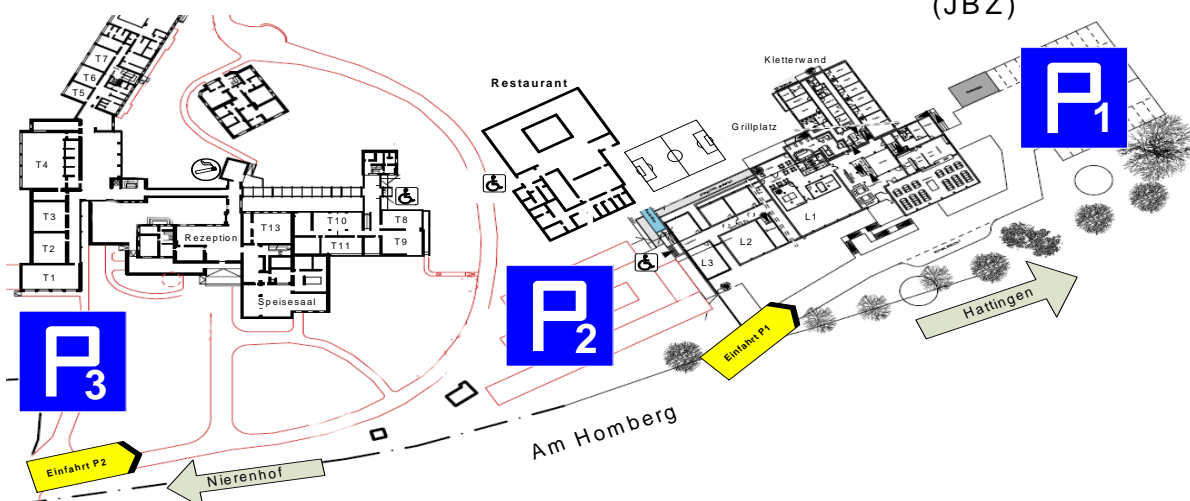 (JBZ)
Kletterwand
Restaurant
Grillplatz
P1
T7
T6
T5
T4
T3
T2
T1
T13
T10
T11
T8
T9
Rezeption
Speisesaal
L1
L2
L3
P2
P3
Hattingen
Einfahrt P1
Am Homberg
Einfahrt P2
Nierenhof